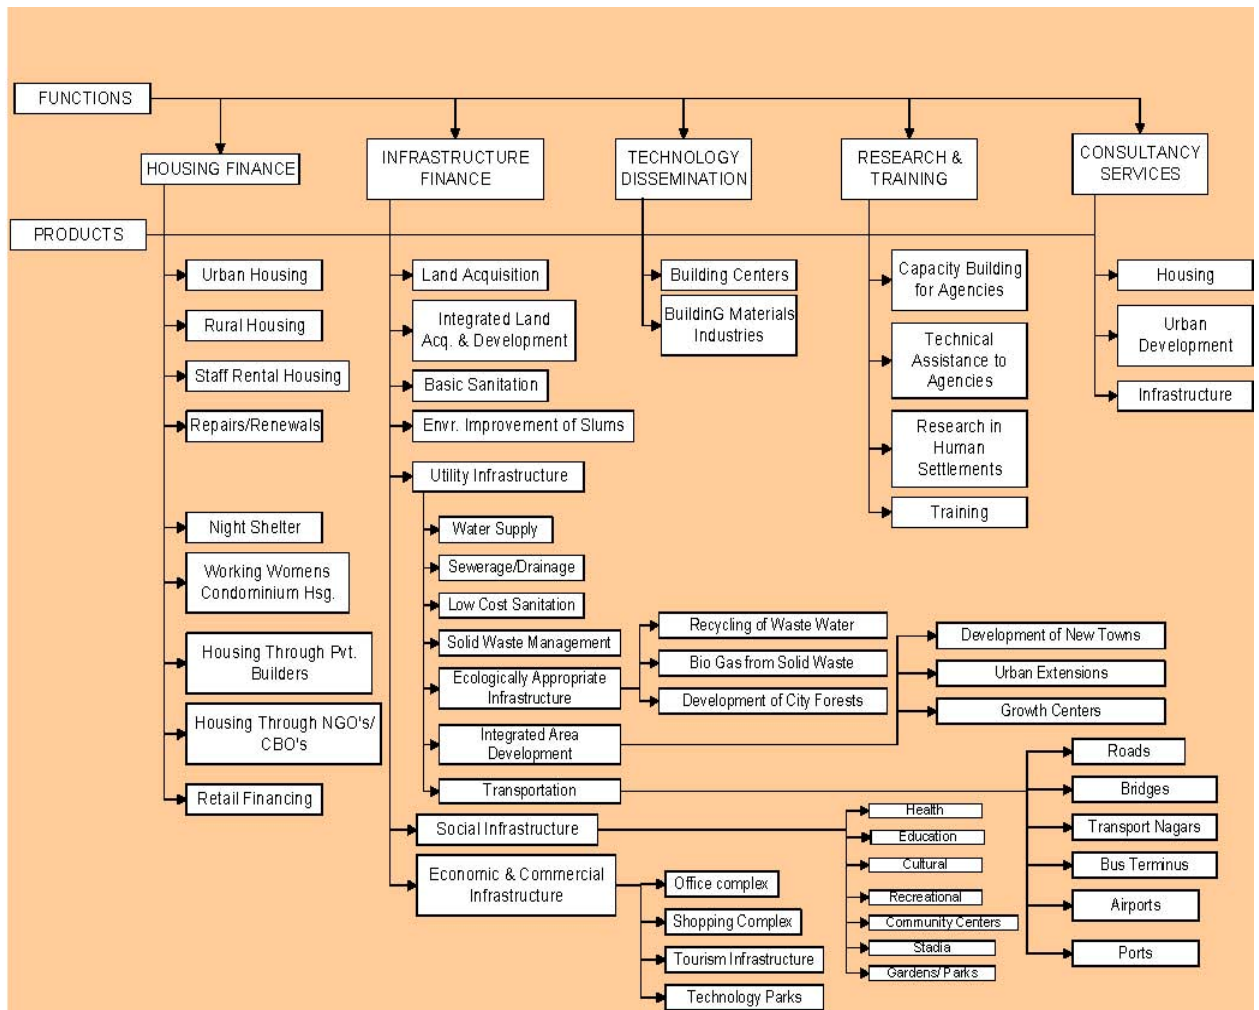 FUNCTIONS
HOUSING FINANCE
INFRASTRUCTURE
FINANCE
TECHNOLOGY
DISSEMINATION
RESEARCH &
TRAINING
CONSULTANCY
SERVICES
PRODUCTS
Urban Housing
Rural Housing
Staff Rental Housing
Repairs/Renewals
Night Shelter
Working Womens
Condominium Hsg.
Housing Through Pvt.
Builders
Housing Through NGO's/
CBO's
Retail Financing
Land Acquisition
Integrated Land
Acq. & Development
Basic Sanitation
Envr. Improvement of Slums
Utility Infrastructure
Water Supply
Sewerage/Drainage
Low Cost Sanitation
Solid Waste Management
Ecologically Appropriate
Infrastructure
Recycling of Waste Water
Bio Gas from Solid Waste
Development of City Forests
Integrated Area
Development
Development of New Towns
Urban Extensions
Growth Centers
Transportation
Roads
Bridges
Transport Nagars
Bus Terminus
Airports
Ports
Social Infrastructure
Health
Education
Cultural
Recreational
Community Centers
Stadia
Gardens/Parks
Economic & Commercial
Infrastructure
Office complex
Shopping Complex
Tourism Infrastructure
Technology Parks
Building Centers
BuildinG Materials
Industries
Capacity Building
for Agencies
Technical
Assistance to
Agencies
Research in
Human
Settlements
Training
Housing
Urban
Development
Infrastructure